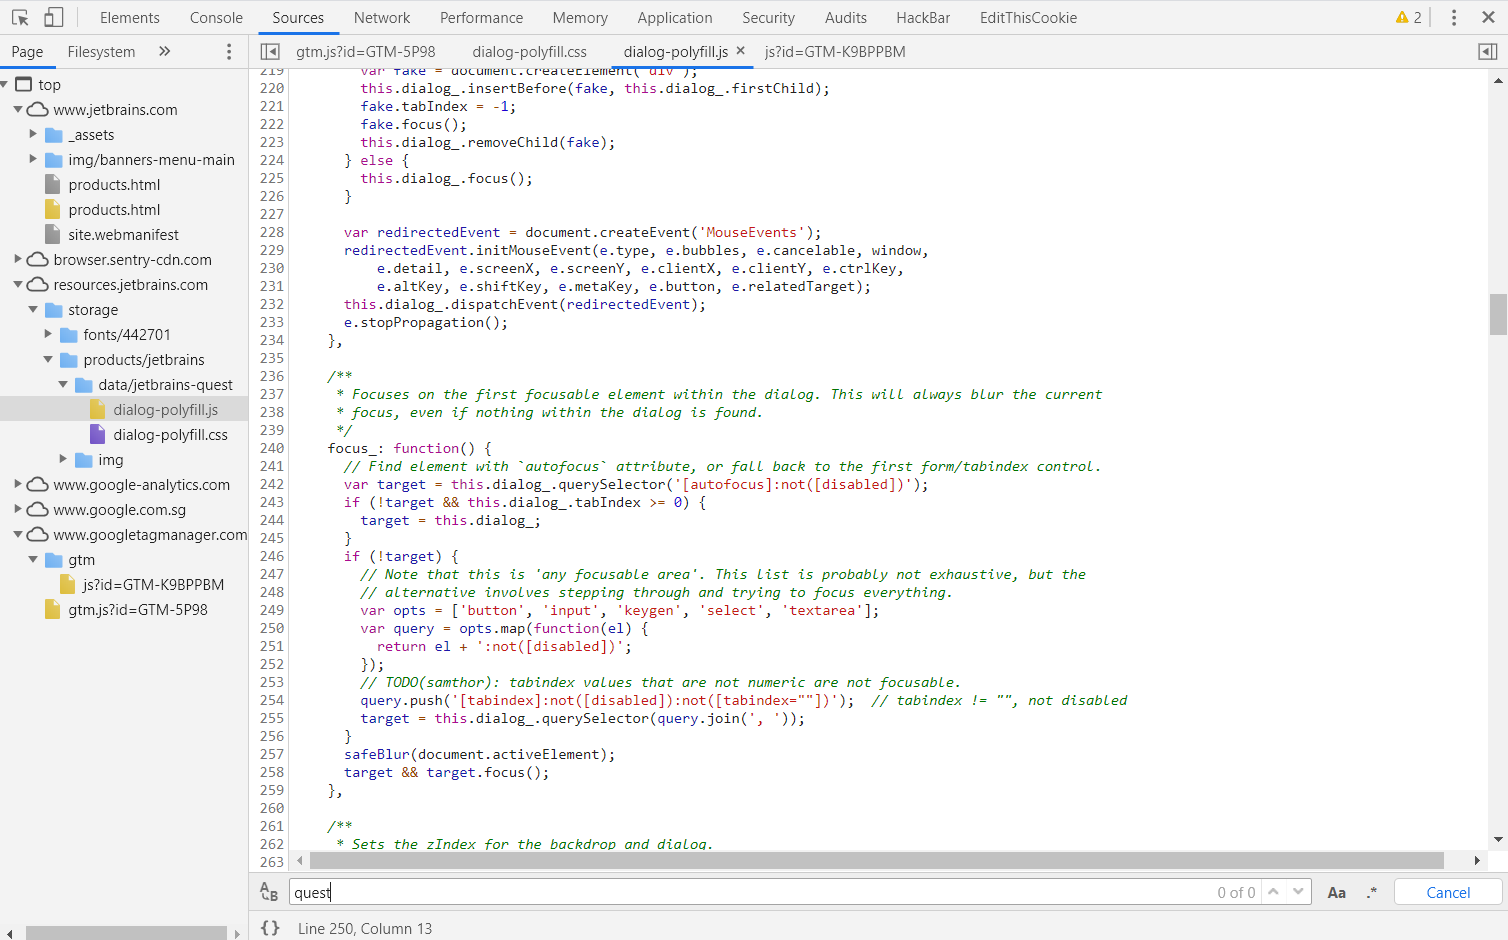 Elements Console Sources Network Performance Memory Application Security Audits HackBar EditThisCookie 2
Page Filesystem
gtm.js?id=GTM-5P98 dialog-polyfill.css dialog-polyfill.js js?id=GTM-K9BPPBM
top
www.jetbrains.com
_assets
img/banners-menu-main
products.html
products.html
site.webmanifest
browser.sentry-cdn.com
resources.jetbrains.com
storage
fonts/442701
products/jetbrains
data/jetbrains-quest
dialog-polyfill.js
dialog-polyfill.css
img
www.google-analytics.com
www.google.com.sg
www.googletagmanager.com
gtm
js?id=GTM-K9BPPBM
gtm.js?id=GTM-5P98
219 var fake = document.createElement('div');
220 this.dialog_.insertBefore(fake, this.dialog_.firstChild);
221 fake.tabIndex = -1;
222 fake.focus();
223 this.dialog_.removeChild(fake);
224 } else {
225 this.dialog_.focus();
226 }
227
228 var redirectedEvent = document.createEvent('MouseEvents');
229 redirectedEvent.initMouseEvent(e.type, e.bubbles, e.cancelable, window,
230 e.detail, e.screenX, e.screenY, e.clientX, e.clientY, e.ctrlKey,
231 e.altKey, e.shiftKey, e.metaKey, e.button, e.relatedTarget);
232 this.dialog_.dispatchEvent(redirectedEvent);
233 e.stopPropagation();
234 },
235
236 /**
237 * Focuses on the first focusable element within the dialog. This will always blur the current
238 * focus, even if nothing within the dialog is found.
239 */
240 focus_: function() {
241 // Find element with `autofocus` attribute, or fall back to the first form/tabindex control.
242 var target = this.dialog_.querySelector('[autofocus]:not([disabled])');
243 if (!target && this.dialog_.tabIndex >= 0) {
244 target = this.dialog_;
245 }
246 if (!target) {
247 // Note that this is 'any focusable area'. This list is probably not exhaustive, but the
248 // alternative involves stepping through and trying to focus everything.
249 var opts = ['button', 'input', 'keygen', 'select', 'textarea'];
250 var query = opts.map(function(el) {
251 return el + ':not([disabled])';
252 });
253 // TODO(samthor): tabindex values that are not numeric are not focusable.
254 query.push('[tabindex]:not([disabled]):not([tabindex=""])'); // tabindex != "", not disabled
255 target = this.dialog_.querySelector(query.join(', '));
256 }
257 safeBlur(document.activeElement);
258 target && target.focus();
259 },
260
261 /**
262 * Sets the zIndex for the backdrop and dialog.
263
quest 0 of 0 Aa .* Cancel
{} Line 250, Column 13